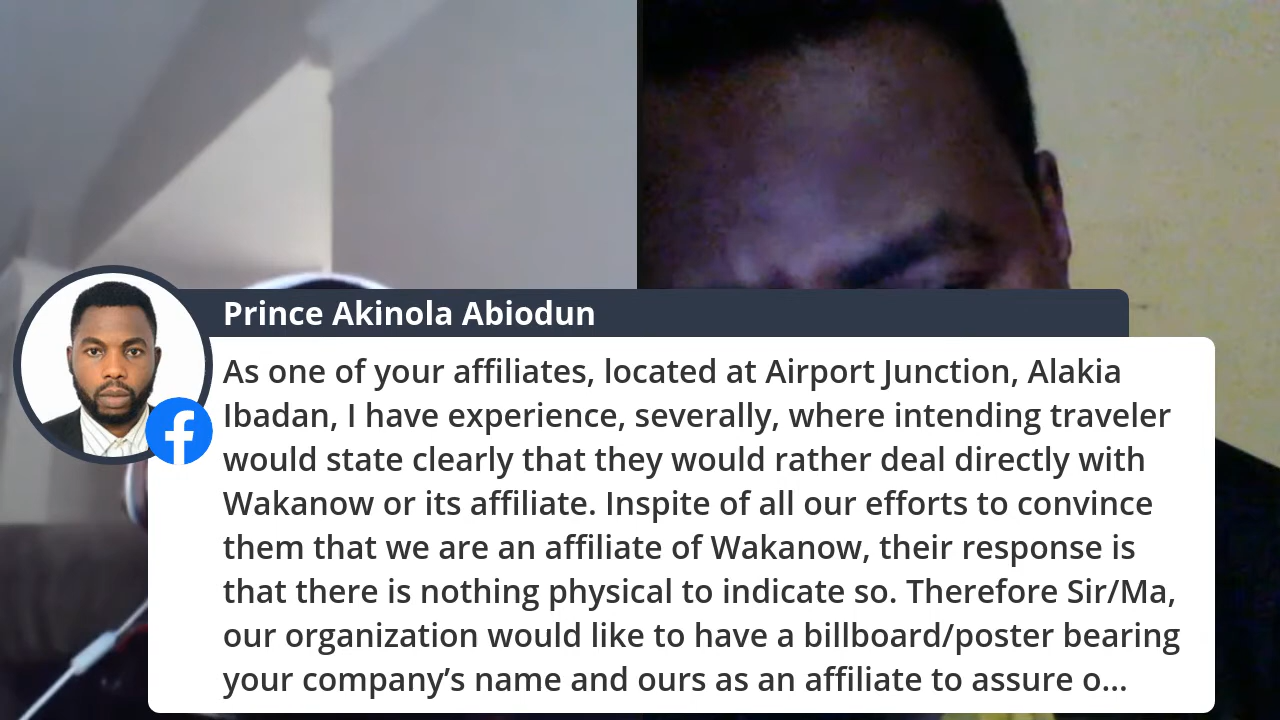 Prince Akinola Abiodun
As one of your affiliates, located at Airport Junction, Alakia
Ibadan, I have experience, severally, where intending traveler
would state clearly that they would rather deal directly with
Wakanow or its affiliate. Inspite of all our efforts to convince
them that we are an affiliate of Wakanow, their response is
that there is nothing physical to indicate so. Therefore Sir/Ma,
our organization would like to have a billboard/poster bearing
your company’s name and ours as an affiliate to assure o...